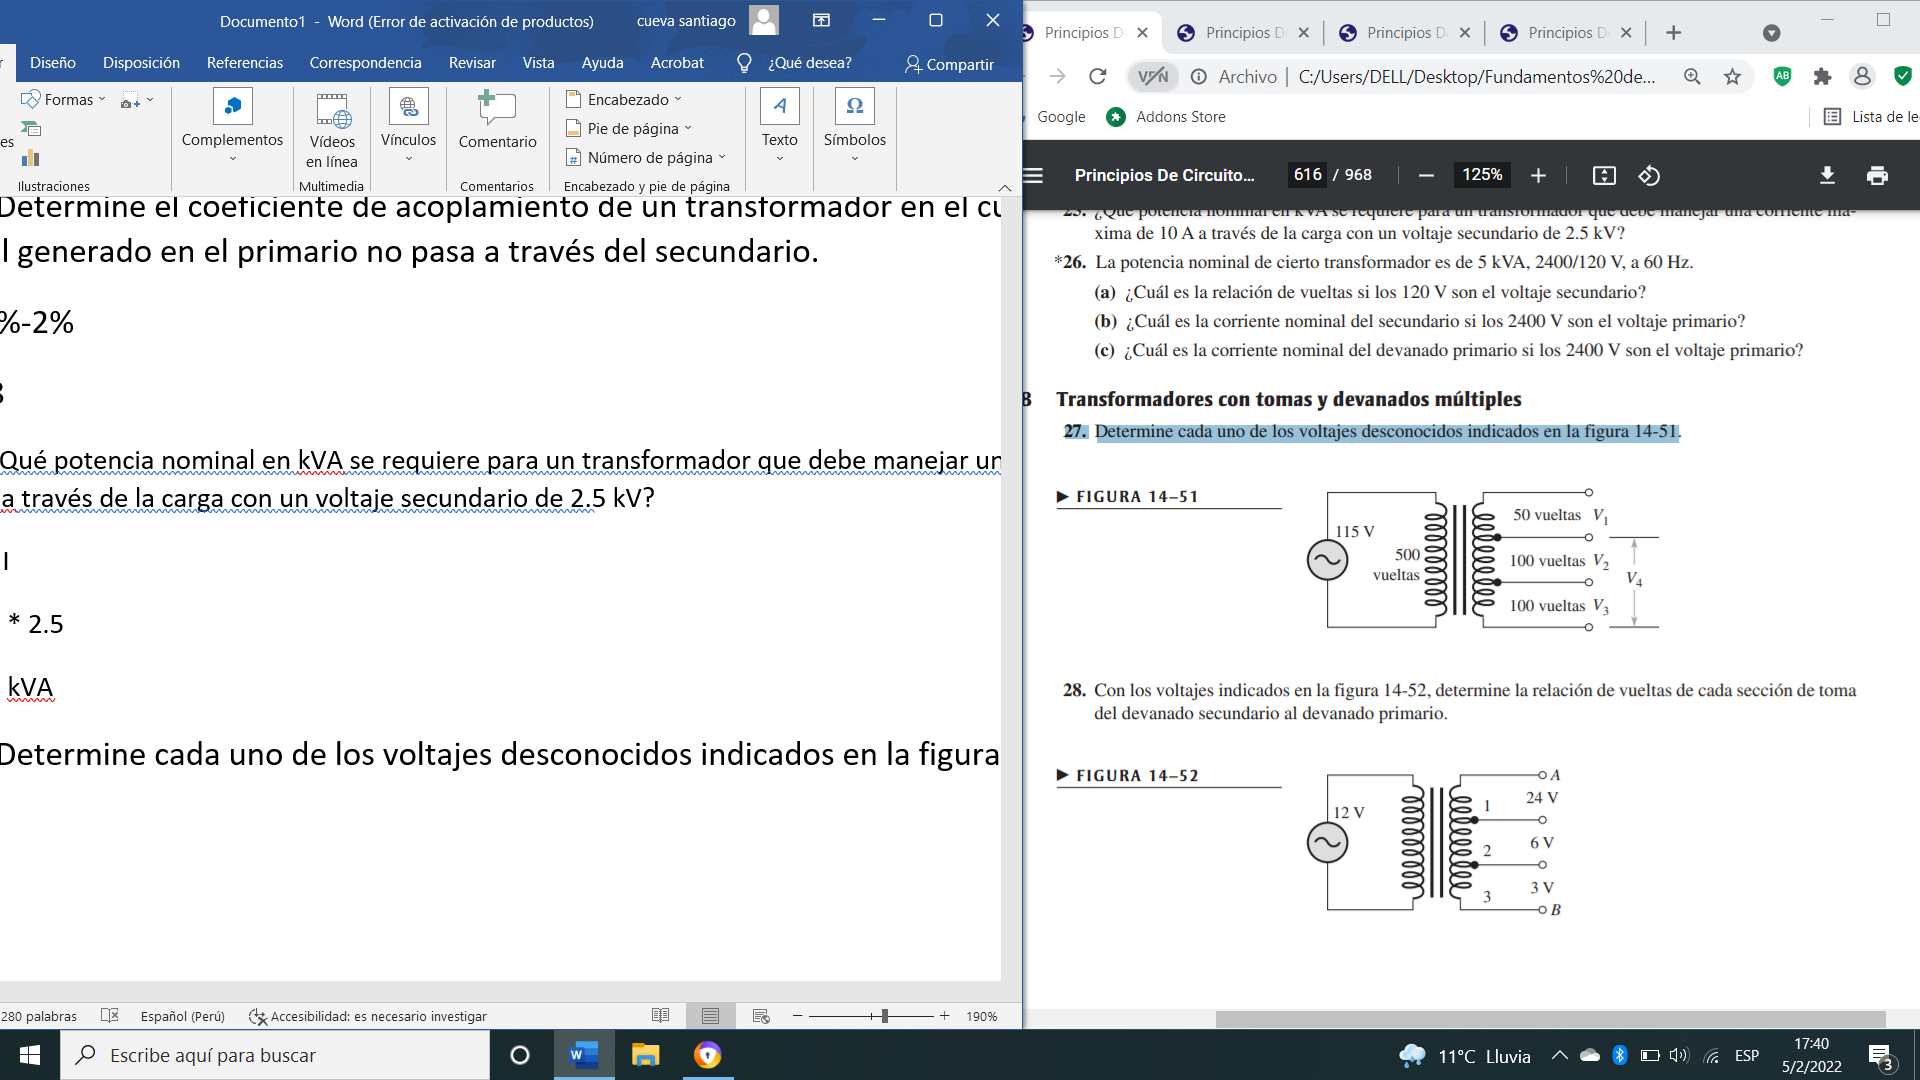 Documento1 - Word (Error de activación de productos)
cueva santiago
Diseño
Disposición
Referencias
Correspondencia
Revisar
Vista
Ayuda
Acrobat
¿Qué desea?
Compartir
Formas
es
Ilustraciones
Complementos
Vídeos
en línea
Multimedia
Vínculos
Comentario
Comentarios
Encabezado
Pie de página
Número de página
Encabezado y pie de página
Texto
Símbolos
Determine el coeficiente de acoplamiento de un transformador en el cu
l generado en el primario no pasa a través del secundario.
%-2%
Qué potencia nominal en kVA se requiere para un transformador que debe manejar un
a través de la carga con un voltaje secundario de 2.5 kV?
I
* 2.5
kVA
Determine cada uno de los voltajes desconocidos indicados en la figura
280 palabras
Español (Perú)
Accesibilidad: es necesario investigar
190%
Principios D
Principios D
Principios D
Principios D
VPN
Archivo
C:/Users/DELL/Desktop/Fundamentos%20de...
AB
Google
Addons Store
Lista de le
Principios De Circuito...
616 / 968
125%
25. ¿Qué potencia nominal en kVA se requiere para un transformador que debe manejar una corriente má-
xima de 10 A a través de la carga con un voltaje secundario de 2.5 kV?
*26. La potencia nominal de cierto transformador es de 5 kVA, 2400/120 V, a 60 Hz.
(a) ¿Cuál es la relación de vueltas si los 120 V son el voltaje secundario?
(b) ¿Cuál es la corriente nominal del secundario si los 2400 V son el voltaje primario?
(c) ¿Cuál es la corriente nominal del devanado primario si los 2400 V son el voltaje primario?
8 Transformadores con tomas y devanados múltiples
27. Determine cada uno de los voltajes desconocidos indicados en la figura 14-51.
► FIGURA 14–51
115 V
500
vueltas
50 vueltas V1
100 vueltas V2
V4
100 vueltas V3
28. Con los voltajes indicados en la figura 14-52, determine la relación de vueltas de cada sección de toma
del devanado secundario al devanado primario.
► FIGURA 14–52
12 V
A
1
24 V
2
6 V
3
3 V
B
Escribe aquí para buscar
11°C Lluvia
ESP
17:40
5/2/2022
3